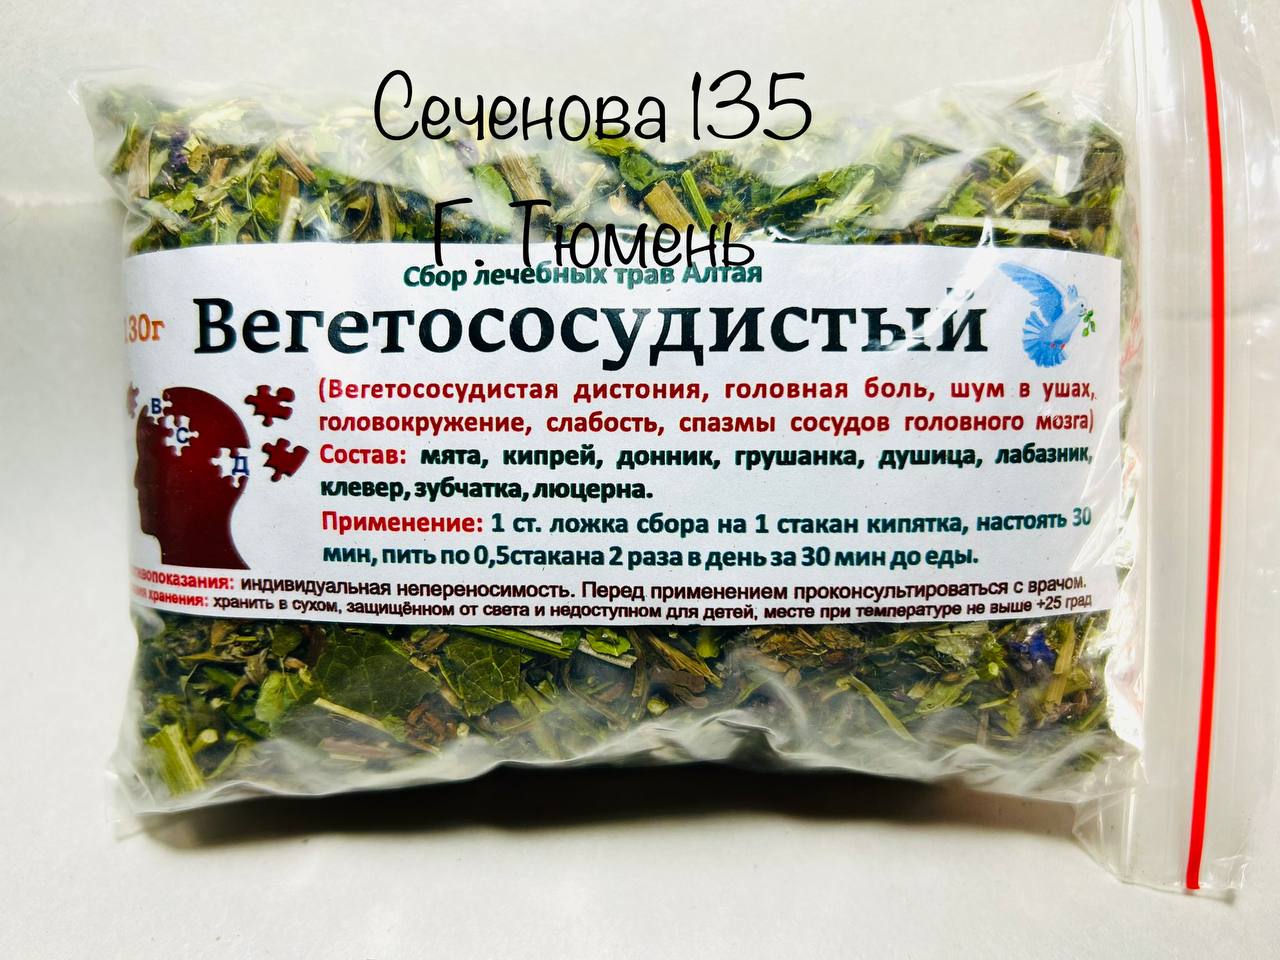 Сеченова 135
Г. Тюмень
Сбор лечебных трав Алтая
130г
Вегетососудистый
(Вегетососудистая дистония, головная боль, шум в ушах,
головокружение, слабость, спазмы сосудов головного мозга)
В
С
Д
Состав: мята, кипрей, донник, грушанка, душица, лабазник,
клевер, зубчатка, люцерна.
Применение: 1 ст. ложка сбора на 1 стакан кипятка, настоять 30
мин, пить по 0,5стакана 2 раза в день за 30 мин до еды.
индивидуальная непереносимость. Перед применением проконсультироваться с врачом.
хранения: хранить в сухом, защищённом от света и недоступном для детей, месте при температуре не выше +25 град